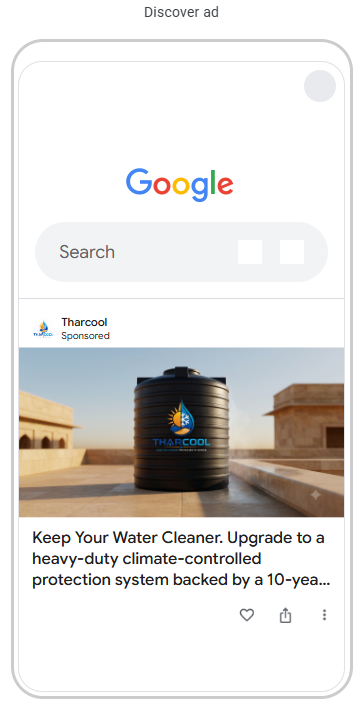 Discover ad
Google
Search
Tharcool
Sponsored
THARCOOL
THARCOOL
Keep Your Water Cleaner. Upgrade to a
heavy-duty climate-controlled
protection system backed by a 10-yea...